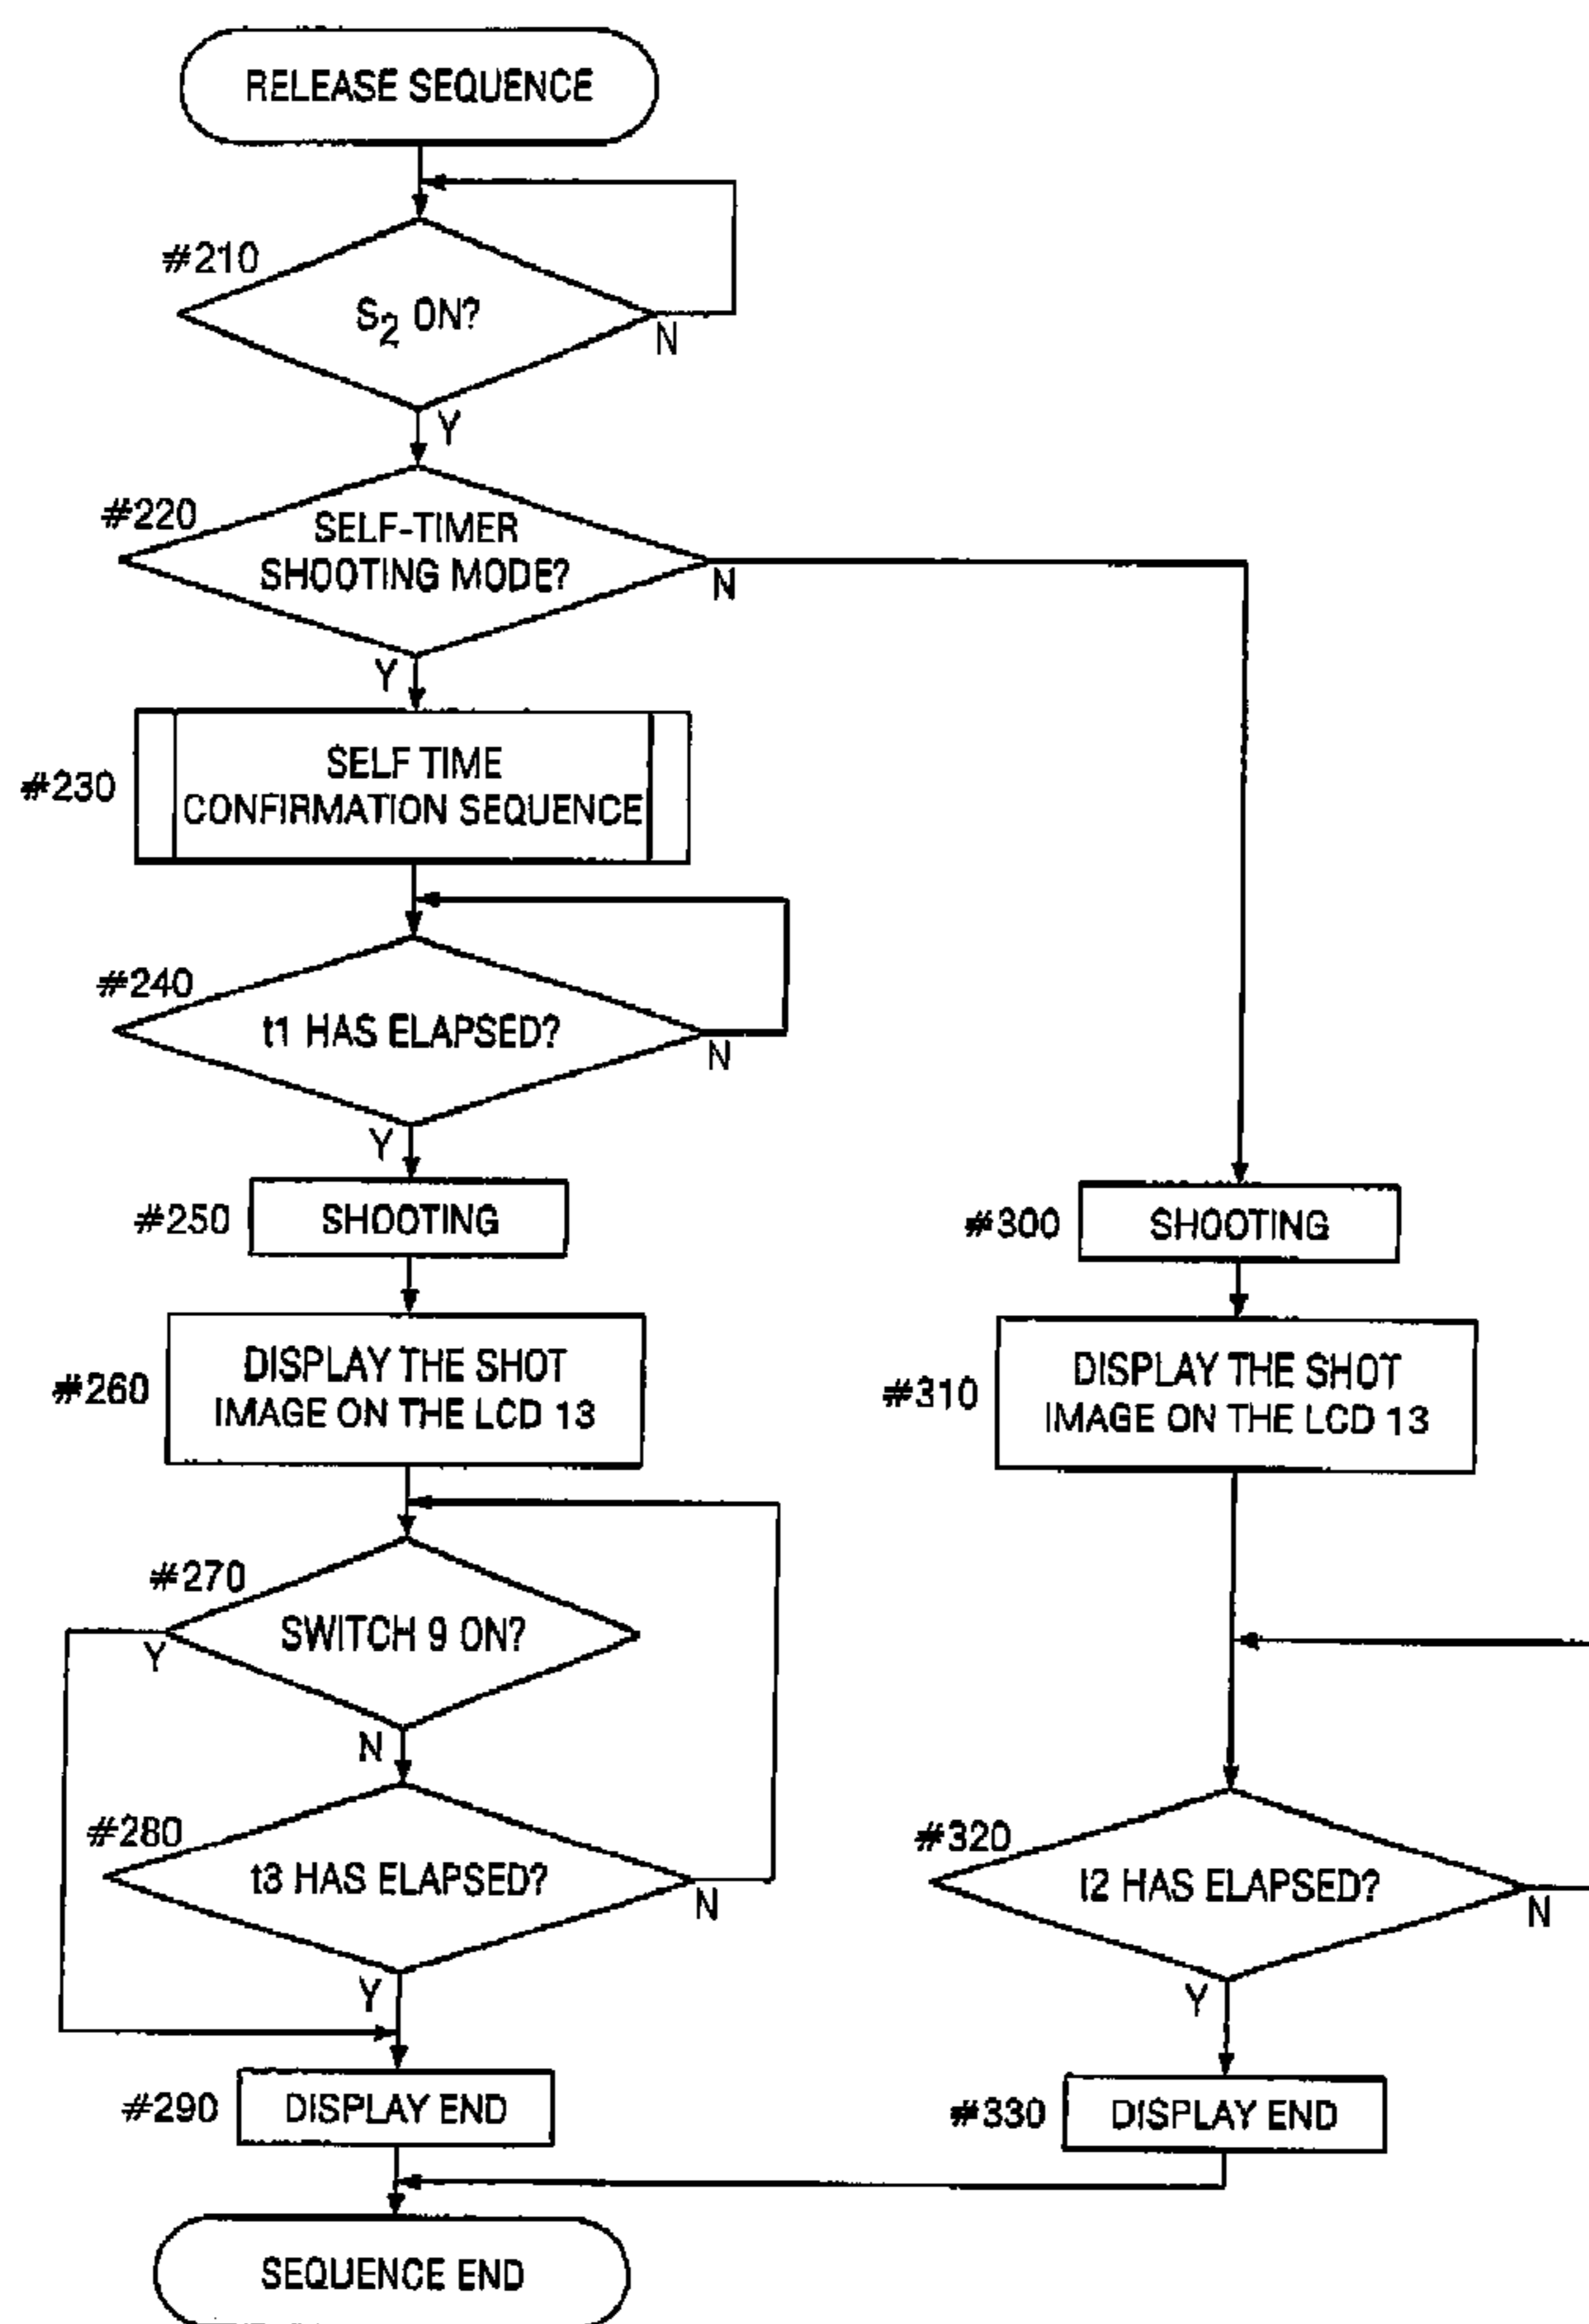 RELEASE SEQUENCE
#210
S2 ON?
N
Y
#220
SELF-TIMER
SHOOTING MODE?
N
Y
#230
SELF TIME
CONFIRMATION SEQUENCE
#240
t1 HAS ELAPSED?
N
Y
#250
SHOOTING
#260
DISPLAY THE SHOT
IMAGE ON THE LCD 13
#270
SWITCH 9 ON?
Y
N
#280
t3 HAS ELAPSED?
N
Y
#290
DISPLAY END
#300
SHOOTING
#310
DISPLAY THE SHOT
IMAGE ON THE LCD 13
#320
t2 HAS ELAPSED?
N
Y
#330
DISPLAY END
SEQUENCE END